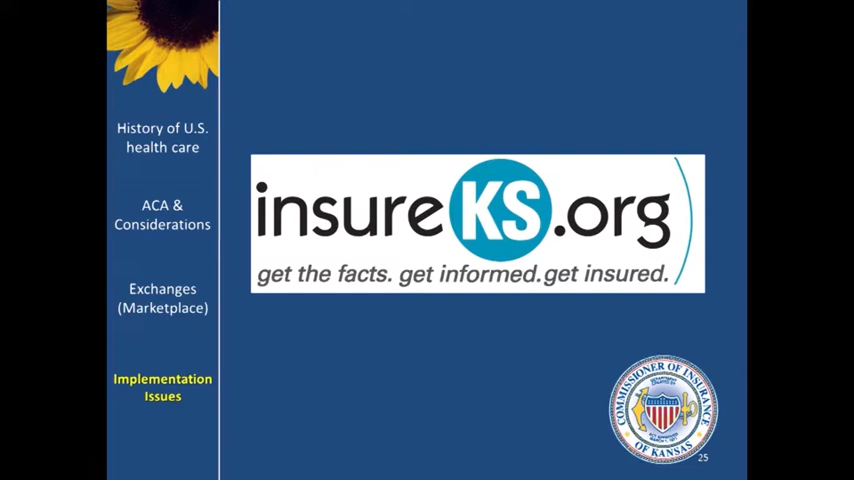 History of U.S.
health care
ACA &
Considerations
Exchanges
(Marketplace)
Implementation
Issues
insureKS.org
get the facts. get informed. get insured.
COMMISSIONER OF INSURANCE
OF KANSAS
25